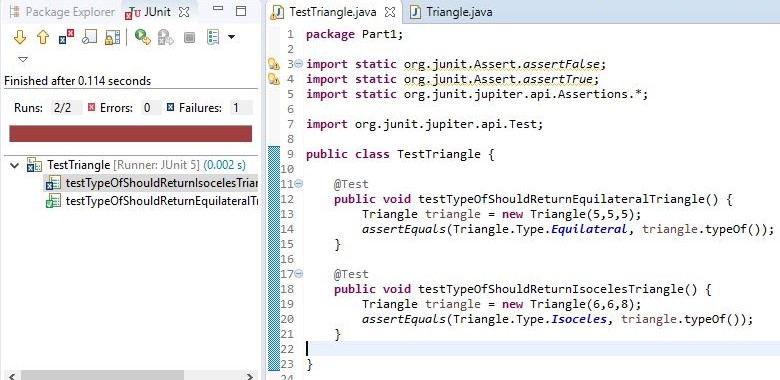 Package Explorer JUnit
Finished after 0.114 seconds
Runs: 2/2 Errors: 0 Failures: 1
TestTriangle [Runner: JUnit 5] (0.002 s)
testTypeOfShouldReturnIsocelesTriar
testTypeOfShouldReturnEquilateralTr
TestTriangle.java Triangle.java
1 package Part1;
2
3 import static org.junit.Assert.assertFalse;
4 import static org.junit.Assert.assertTrue;
5 import static org.junit.jupiter.api.Assertions.*;
6
7 import org.junit.jupiter.api.Test;
8
9 public class TestTriangle {
10
11 @Test
12 public void testTypeOfShouldReturnEquilateralTriangle() {
13 Triangle triangle = new Triangle(5,5,5);
14 assertEquals(Triangle.Type.Equilateral, triangle.typeOf());
15 }
16
17 @Test
18 public void testTypeOfShouldReturnIsocelesTriangle() {
19 Triangle triangle = new Triangle(6,6,8);
20 assertEquals(Triangle.Type.Isoceles, triangle.typeOf());
21 }
22
23 }
24